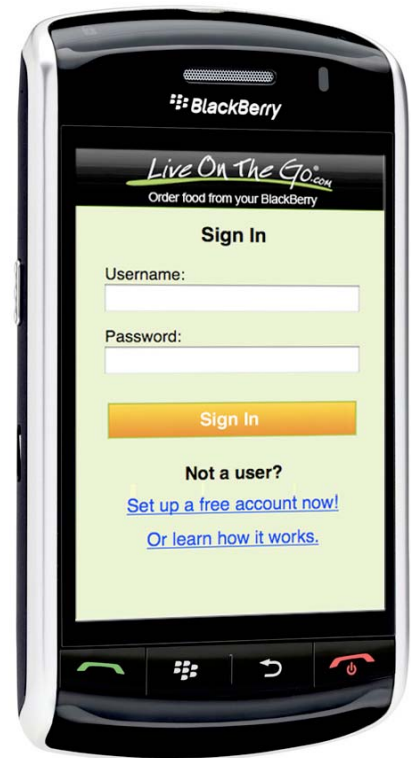 BlackBerry
Live On The Go.com
Order food from your BlackBerry
Sign In
Username:
Password:
Sign In
Not a user?
Set up a free account now!
Or learn how it works.